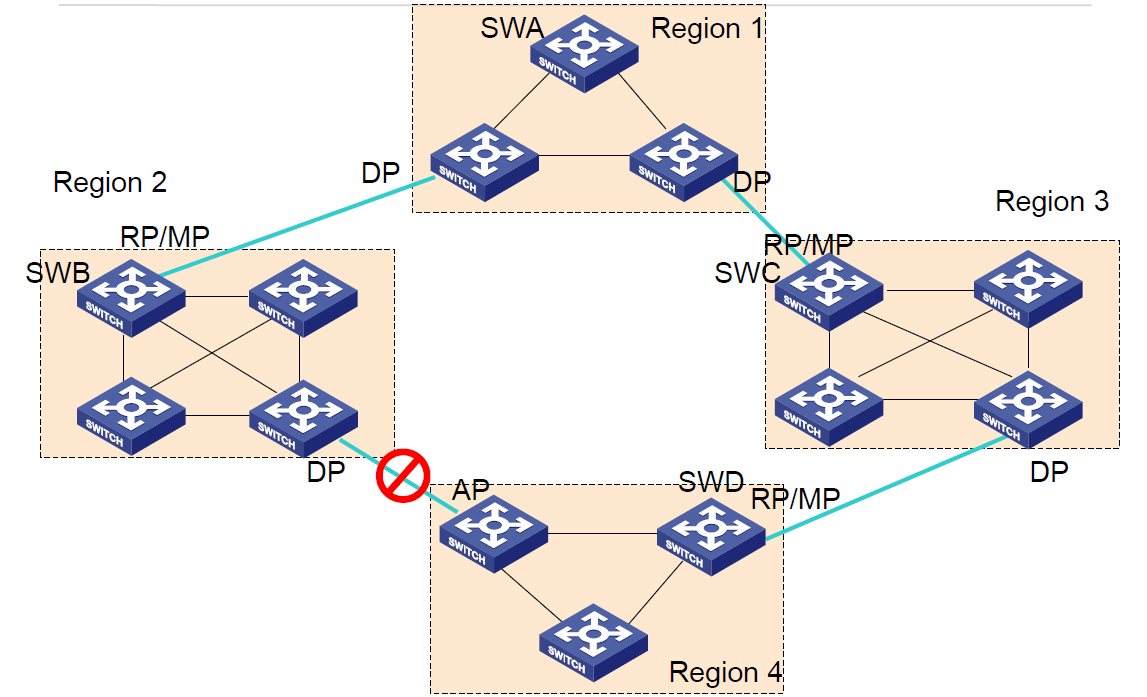 SWA
Region 1
SWITCH
SWITCH
SWITCH
DP
DP
Region 2
RP/MP
SWB
SWITCH
SWITCH
SWITCH
SWITCH
DP
Region 3
RP/MP
SWC
SWITCH
SWITCH
SWITCH
SWITCH
DP
AP
SWD
RP/MP
SWITCH
SWITCH
SWITCH
Region 4